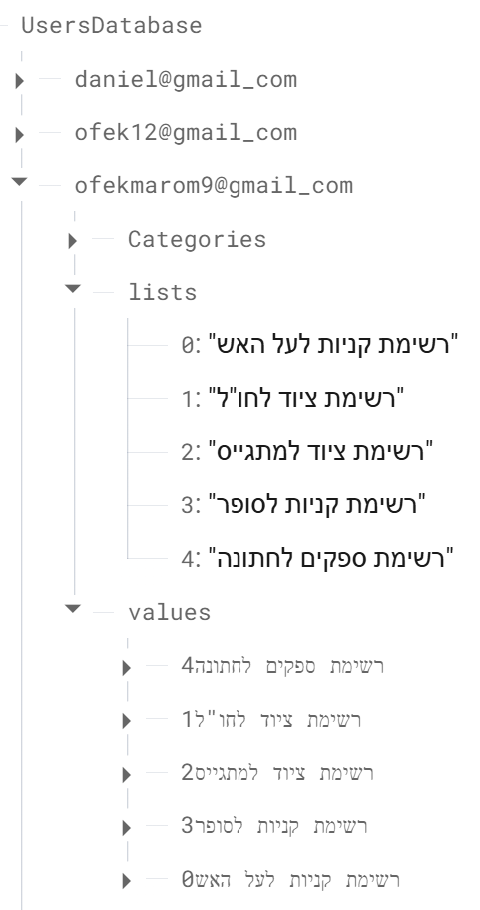 UsersDatabase
daniel@gmail_com
ofek12@gmail_com
ofekmarom9@gmail_com
Categories
lists
0: "רשימת קניות לעל האש"
1: "רשימת ציוד לחו"ל"
2: "רשימת ציוד למתגייס"
3: "רשימת קניות לסופר"
4: "רשימת ספקים לחתונה"
values
רשימת ספקים לחתונה4
רשימת ציוד לחו"ל1
רשימת ציוד למתגייס2
רשימת קניות לסופר3
רשימת קניות לעל האש0